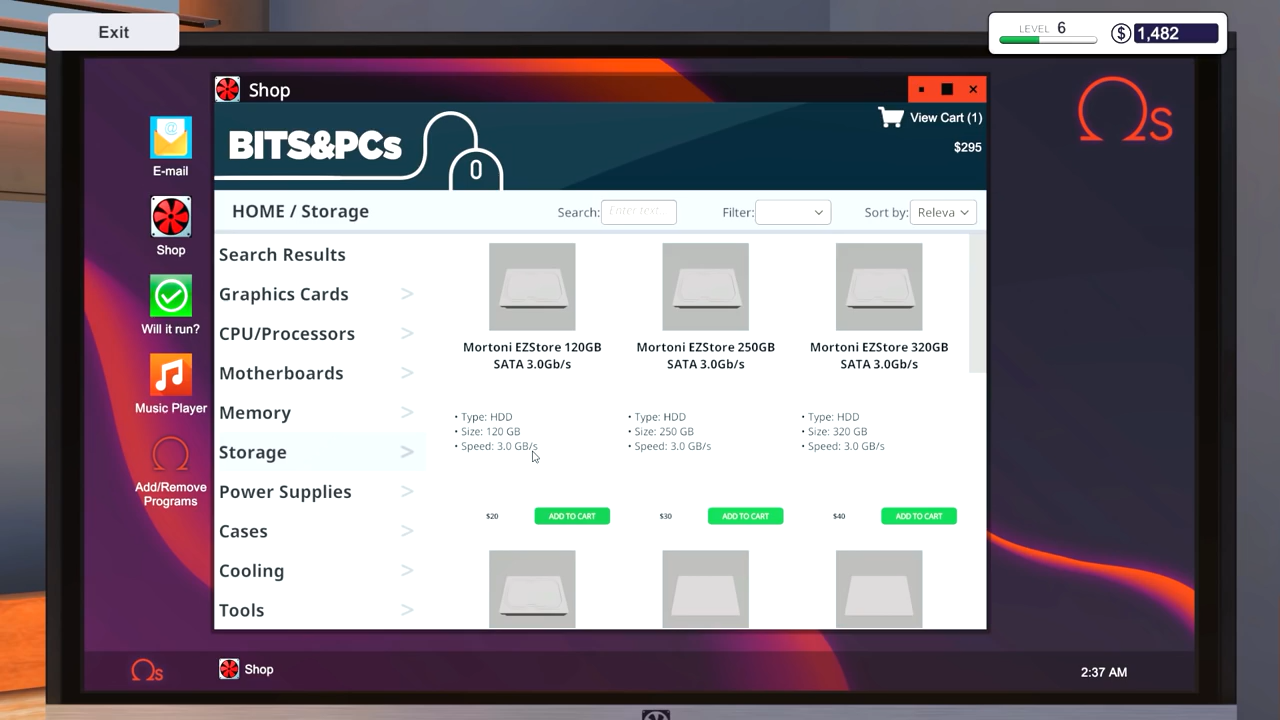 Exit
LEVEL 6
$ 1,482
Shop
BITS&PCs
View Cart (1)
$295
HOME / Storage
Search:
Enter text...
Filter:
Sort by:
Releva
E-mail
Shop
Will it run?
Music Player
Add/Remove
Programs
Search Results
Graphics Cards >
CPU/Processors >
Motherboards >
Memory >
Storage >
Power Supplies >
Cases >
Cooling >
Tools >
Mortoni EZStore 120GB
SATA 3.0Gb/s
• Type: HDD
• Size: 120 GB
• Speed: 3.0 GB/s
$20
ADD TO CART
Mortoni EZStore 250GB
SATA 3.0Gb/s
• Type: HDD
• Size: 250 GB
• Speed: 3.0 GB/s
$30
ADD TO CART
Mortoni EZStore 320GB
SATA 3.0Gb/s
• Type: HDD
• Size: 320 GB
• Speed: 3.0 GB/s
$40
ADD TO CART
Ωs
Ωs
Shop
2:37 AM